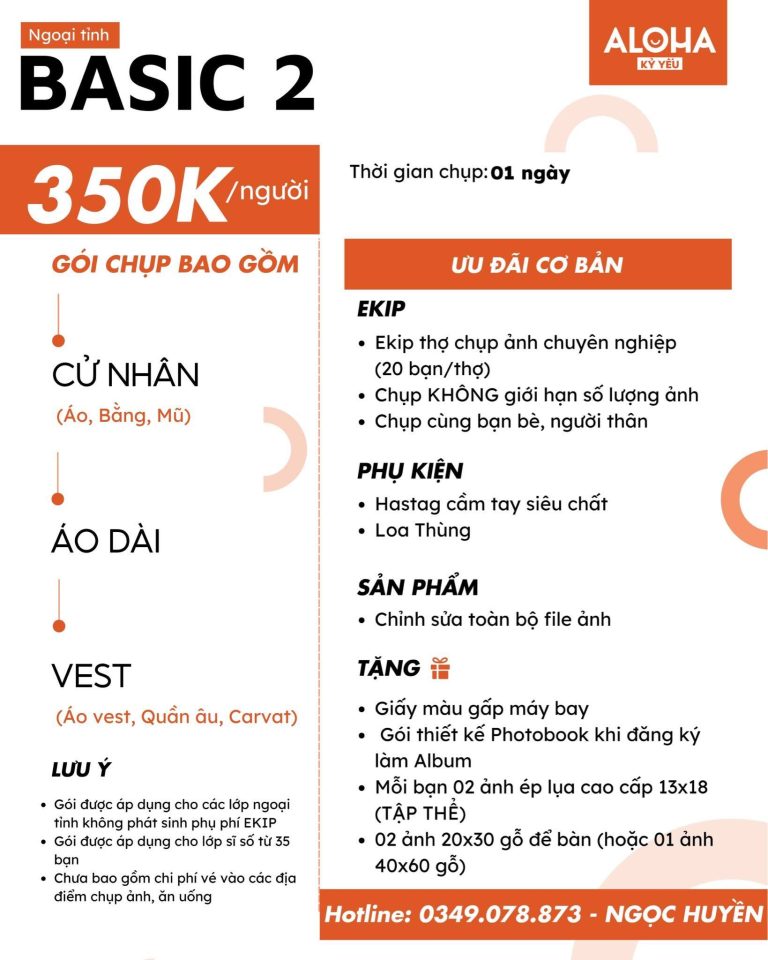 Ngoại tỉnh
BASIC 2
ALOHA
KỶ YẾU
350K/người
Thời gian chụp: 01 ngày
GÓI CHỤP BAO GỒM
CỬ NHÂN
(Áo, Bằng, Mũ)
ÁO DÀI
VEST
(Áo vest, Quần âu, Carvat)
LƯU Ý
• Gói được áp dụng cho các lớp ngoại
tỉnh không phát sinh phụ phí EKIP
• Gói được áp dụng cho lớp sĩ số từ 35
bạn
• Chưa bao gồm chi phí vé vào các địa
điểm chụp ảnh, ăn uống
ƯU ĐÃI CƠ BẢN
EKIP
• Ekip thợ chụp ảnh chuyên nghiệp
(20 bạn/thợ)
• Chụp KHÔNG giới hạn số lượng ảnh
• Chụp cùng bạn bè, người thân
PHỤ KIỆN
• Hastag cầm tay siêu chất
• Loa Thùng
SẢN PHẨM
• Chỉnh sửa toàn bộ file ảnh
TẶNG
• Giấy màu gấp máy bay
• Gói thiết kế Photobook khi đăng ký
làm Album
• Mỗi bạn 02 ảnh ép lụa cao cấp 13x18
(TẬP THỂ)
• 02 ảnh 20x30 gỗ để bàn (hoặc 01 ảnh
40x60 gỗ)
Hotline: 0349.078.873 - NGỌC HUYỀN